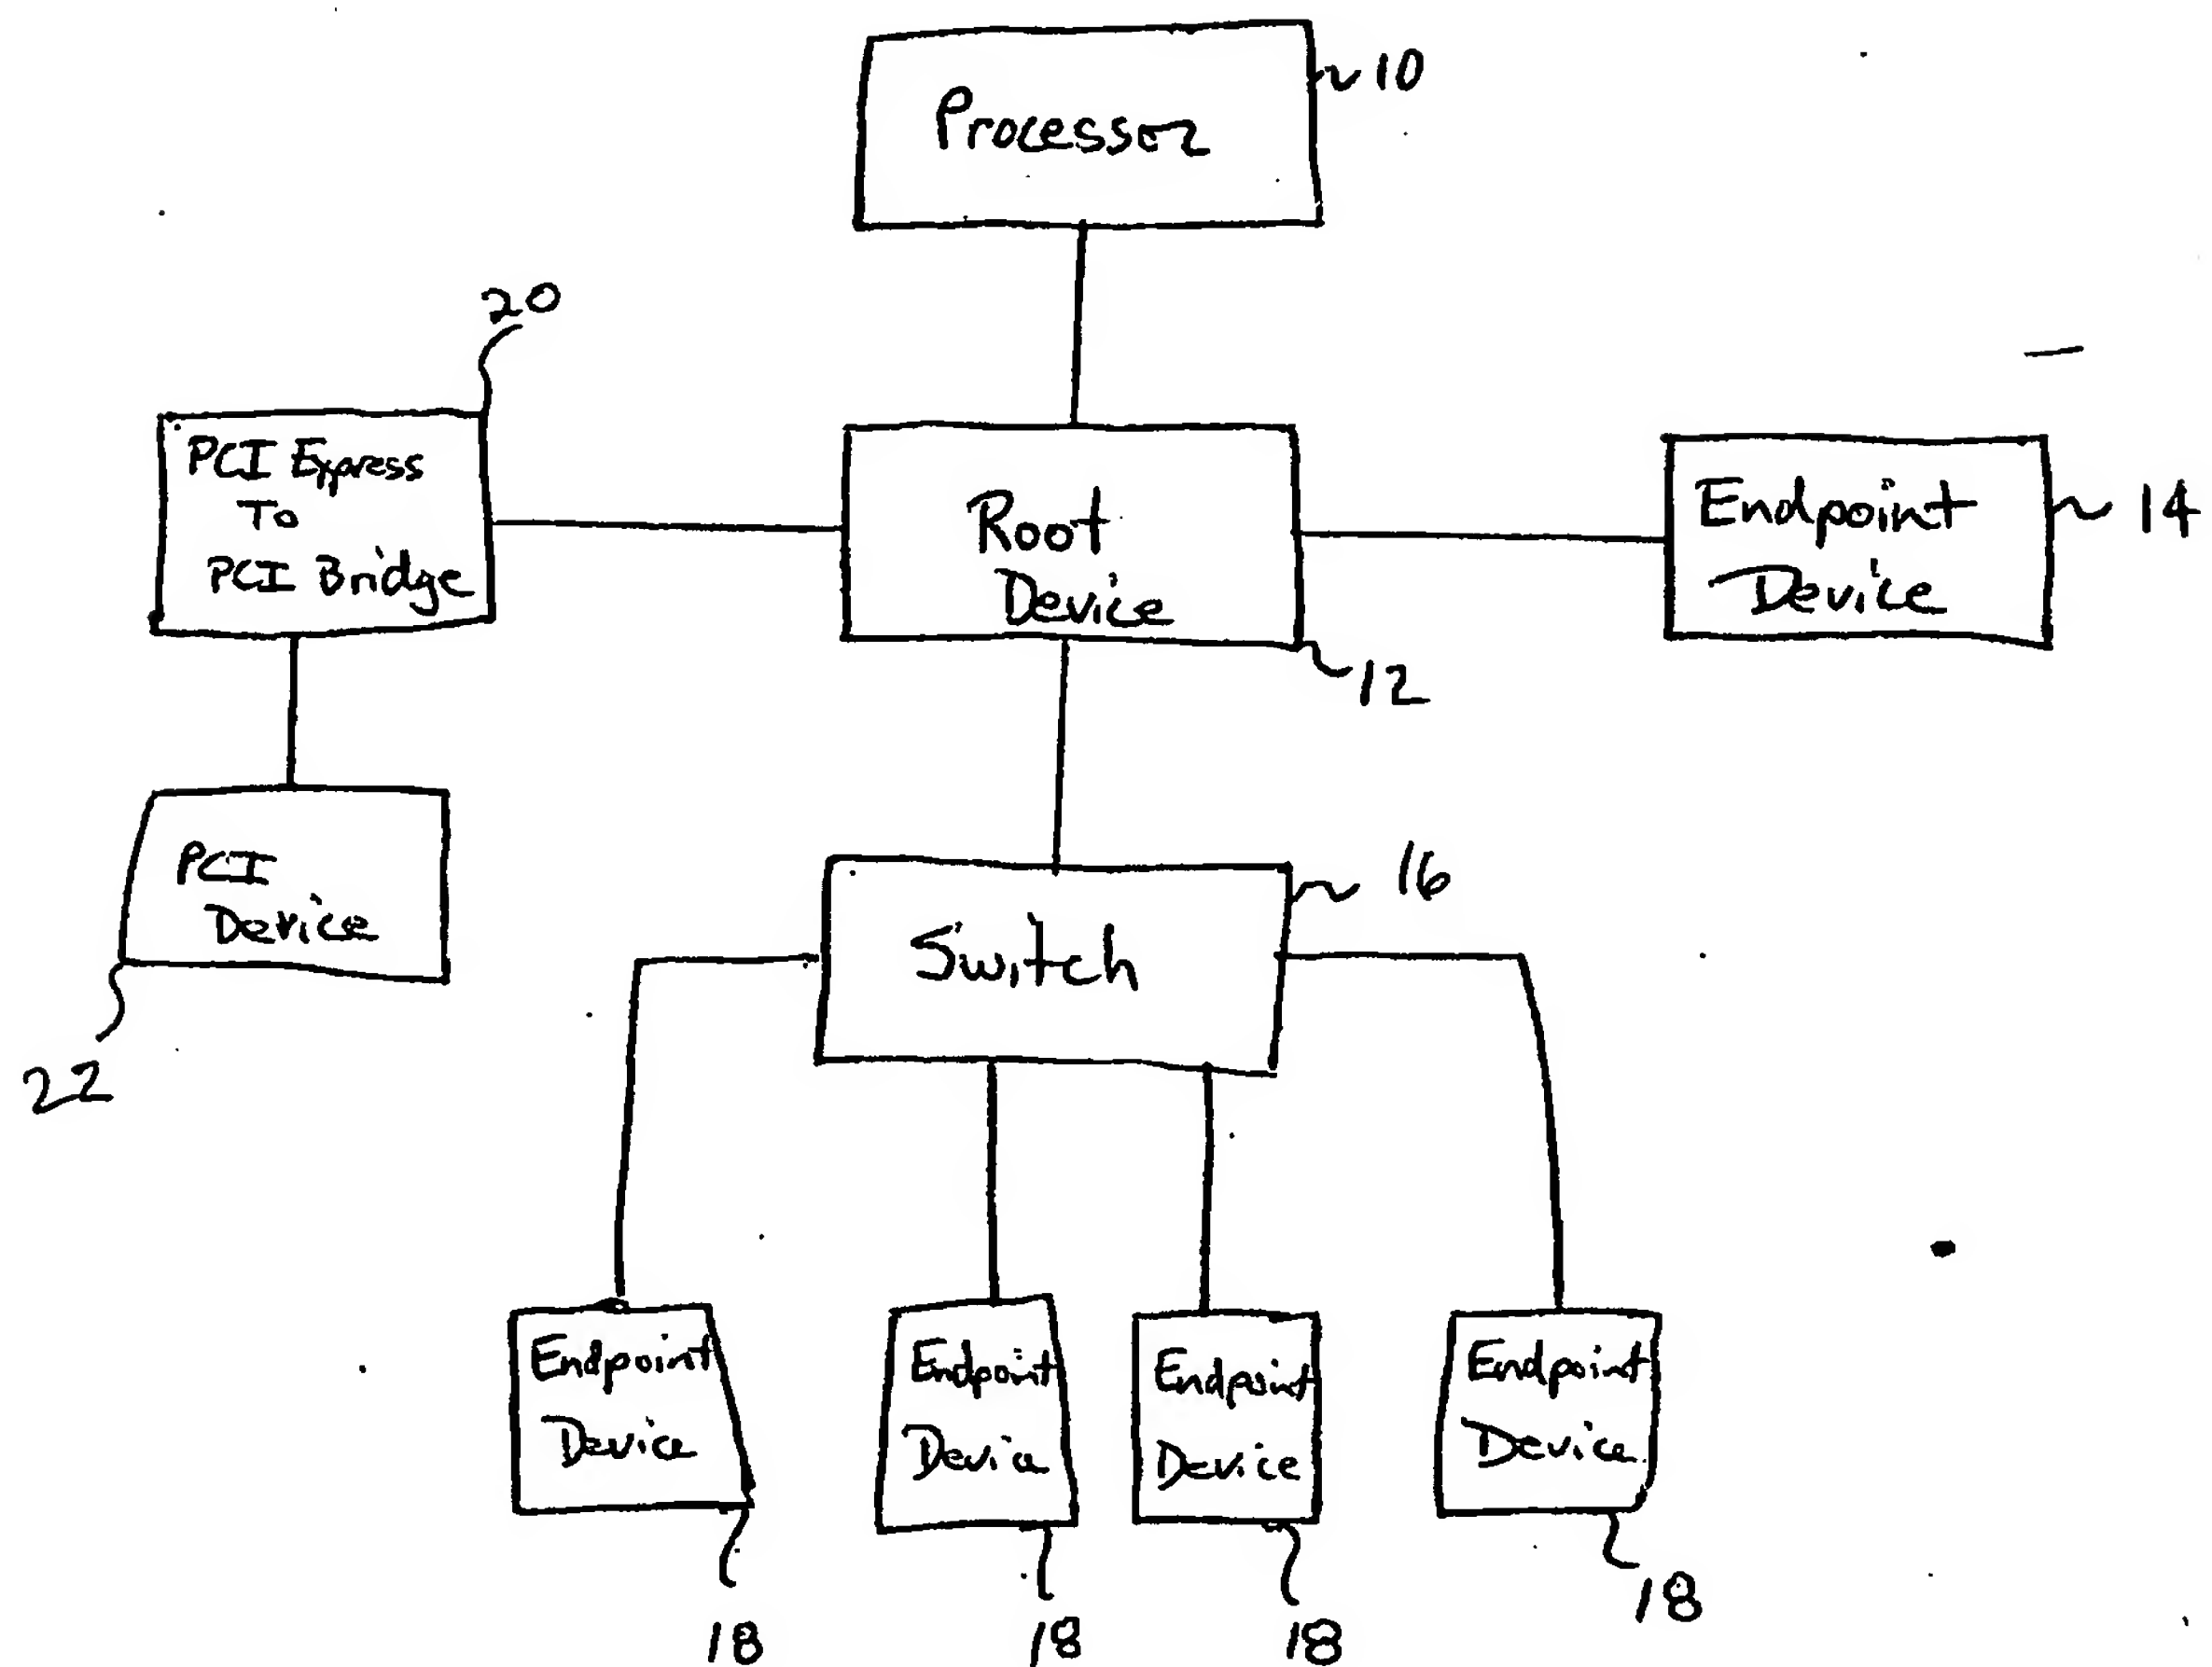 Processor
10
20
PCI Express
To
PCI Bridge
Root
Device
12
Endpoint
Device
14
PCI
Device
22
Switch
16
Endpoint
Device
18
Endpoint
Device
18
Endpoint
Device
18
Endpoint
Device
18